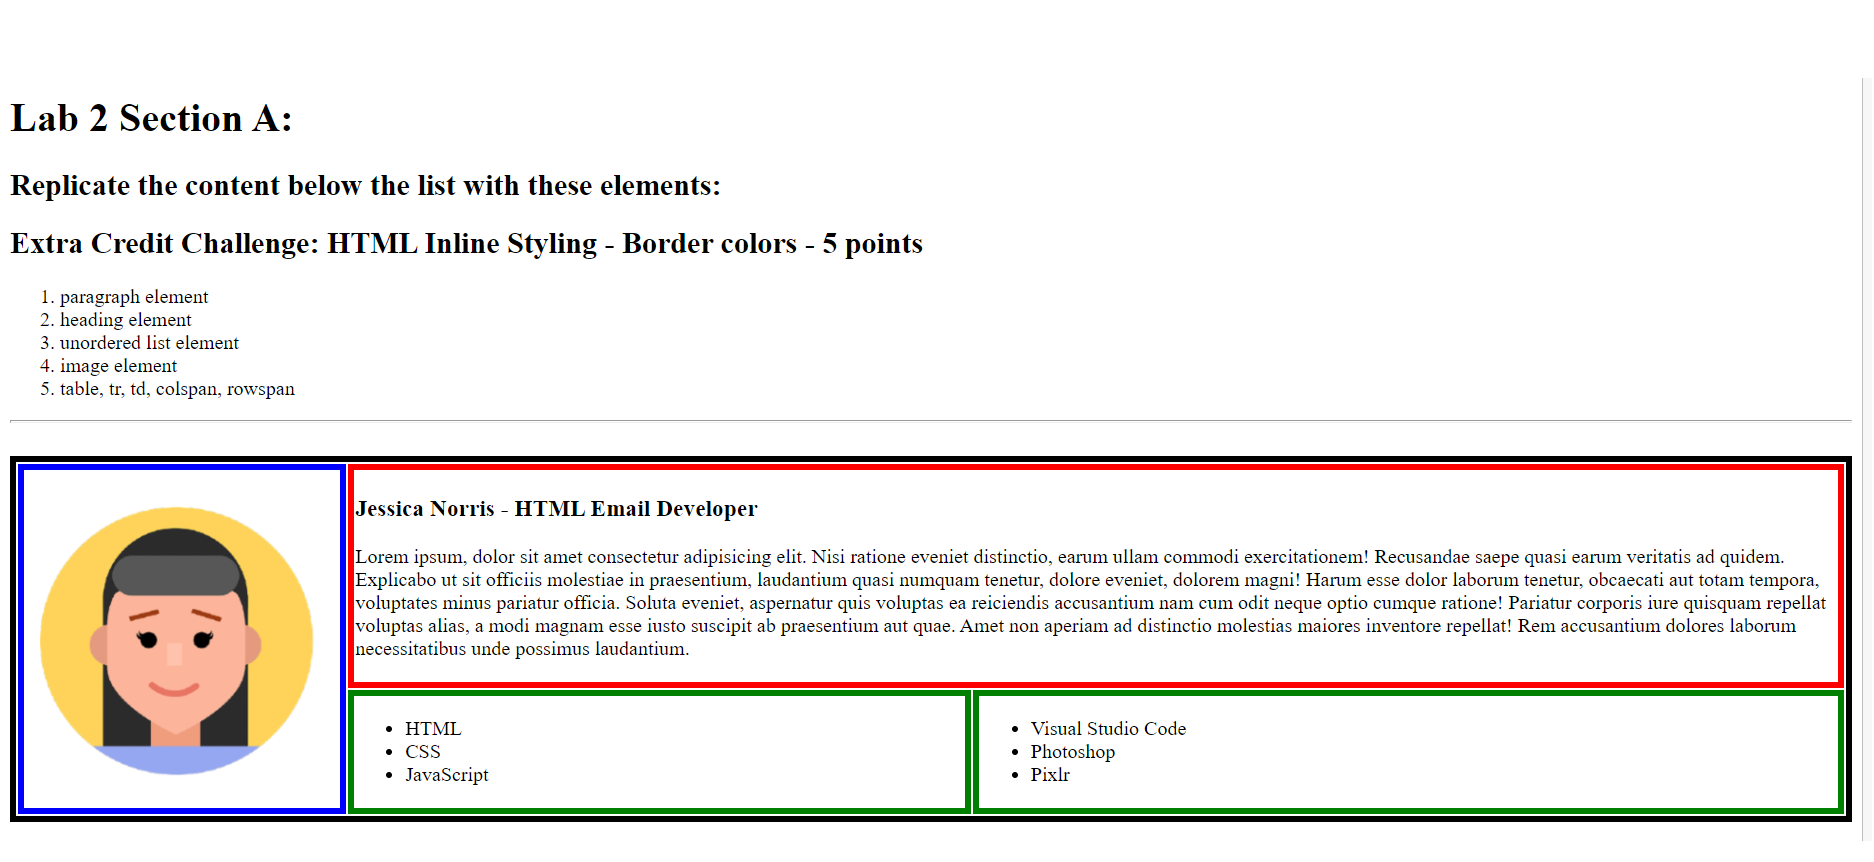 Lab 2 Section A:
Replicate the content below the list with these elements:
Extra Credit Challenge: HTML Inline Styling - Border colors - 5 points
1. paragraph element
2. heading element
3. unordered list element
4. image element
5. table, tr, td, colspan, rowspan
Jessica Norris - HTML Email Developer
Lorem ipsum, dolor sit amet consectetur adipisicing elit. Nisi ratione eveniet distinctio, earum ullam commodi exercitationem! Recusandae saepe quasi earum veritatis ad quidem.
Explicabo ut sit officiis molestiae in praesentium, laudantium quasi numquam tenetur, dolore eveniet, dolorem magni! Harum esse dolor laborum tenetur, obcaecati aut totam tempora,
voluptates minus pariatur officia. Soluta eveniet, aspernatur quis voluptas ea reiciendis accusantium nam cum odit neque optio cumque ratione! Pariatur corporis iure quisquam repellat
voluptas alias, a modi magnam esse iusto suscipit ab praesentium aut quae. Amet non aperiam ad distinctio molestias maiores inventore repellat! Rem accusantium dolores laborum
necessitatibus unde possimus laudantium.
• HTML
• CSS
• JavaScript
• Visual Studio Code
• Photoshop
• Pixlr